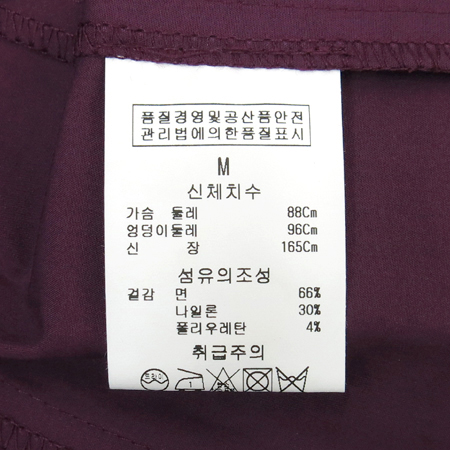 품질경영및공산품안전
관리법에의한품질표시
M
신체치수
가슴 둘레 88Cm
엉덩이둘레 96Cm
신 장 165Cm
섬유의조성
겉감 면 66%
나일론 30%
폴리우레탄 4%
취급주의